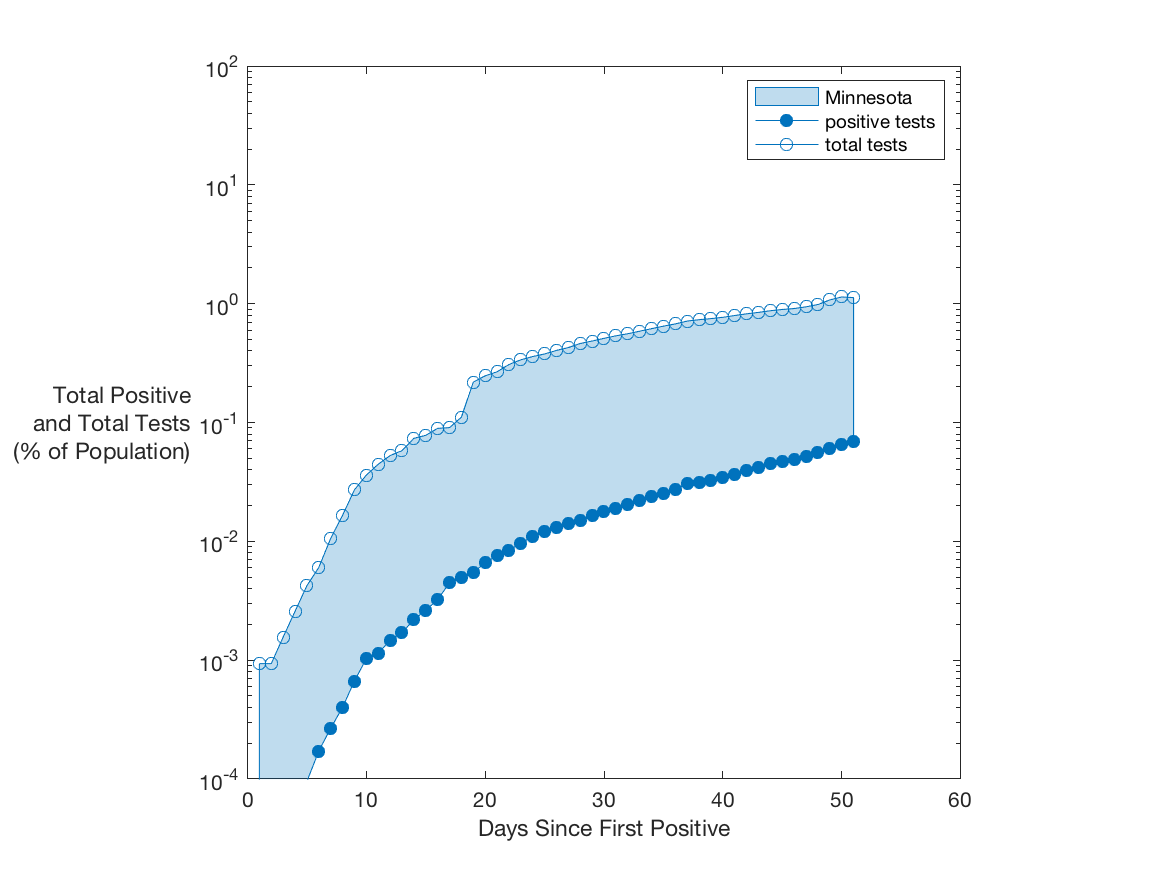 10^2
10^1
10^0
10^-1
10^-2
10^-3
10^-4
Total Positive
and Total Tests
(% of Population)
Minnesota
positive tests
total tests
0 10 20 30 40 50 60
Days Since First Positive